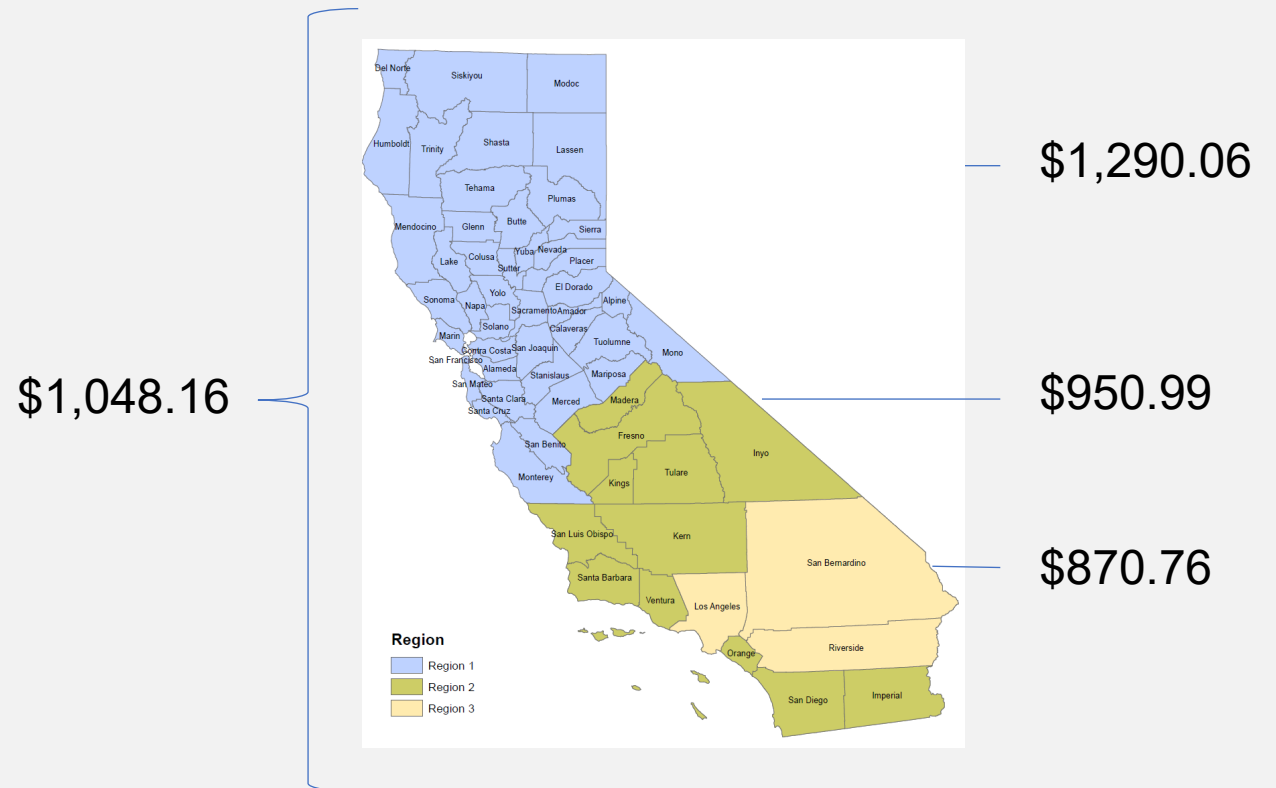 Del Norte
Siskiyou
Modoc
Humboldt
Trinity
Shasta
Lassen
$1,290.06
Tehama
Plumas
Mendocino
Glenn
Butte
Sierra
Lake
Colusa
Sutter
Yuba
Nevada
Placer
Sonoma
Napa
Yolo
El Dorado
Sacramento
Amador
Alpine
Marin
Solano
Calaveras
Tuolumne
Mono
San Francisco
Contra Costa
San Joaquin
Alameda
San Mateo
Stanislaus
Mariposa
$1,048.16
Santa Clara
Santa Cruz
Merced
Madera
$950.99
San Benito
Fresno
Inyo
Monterey
Kings
Tulare
San Luis Obispo
Kern
San Bernardino
$870.76
Santa Barbara
Ventura
Los Angeles
Region
Orange
Riverside
Region 1
Region 2
San Diego
Imperial
Region 3